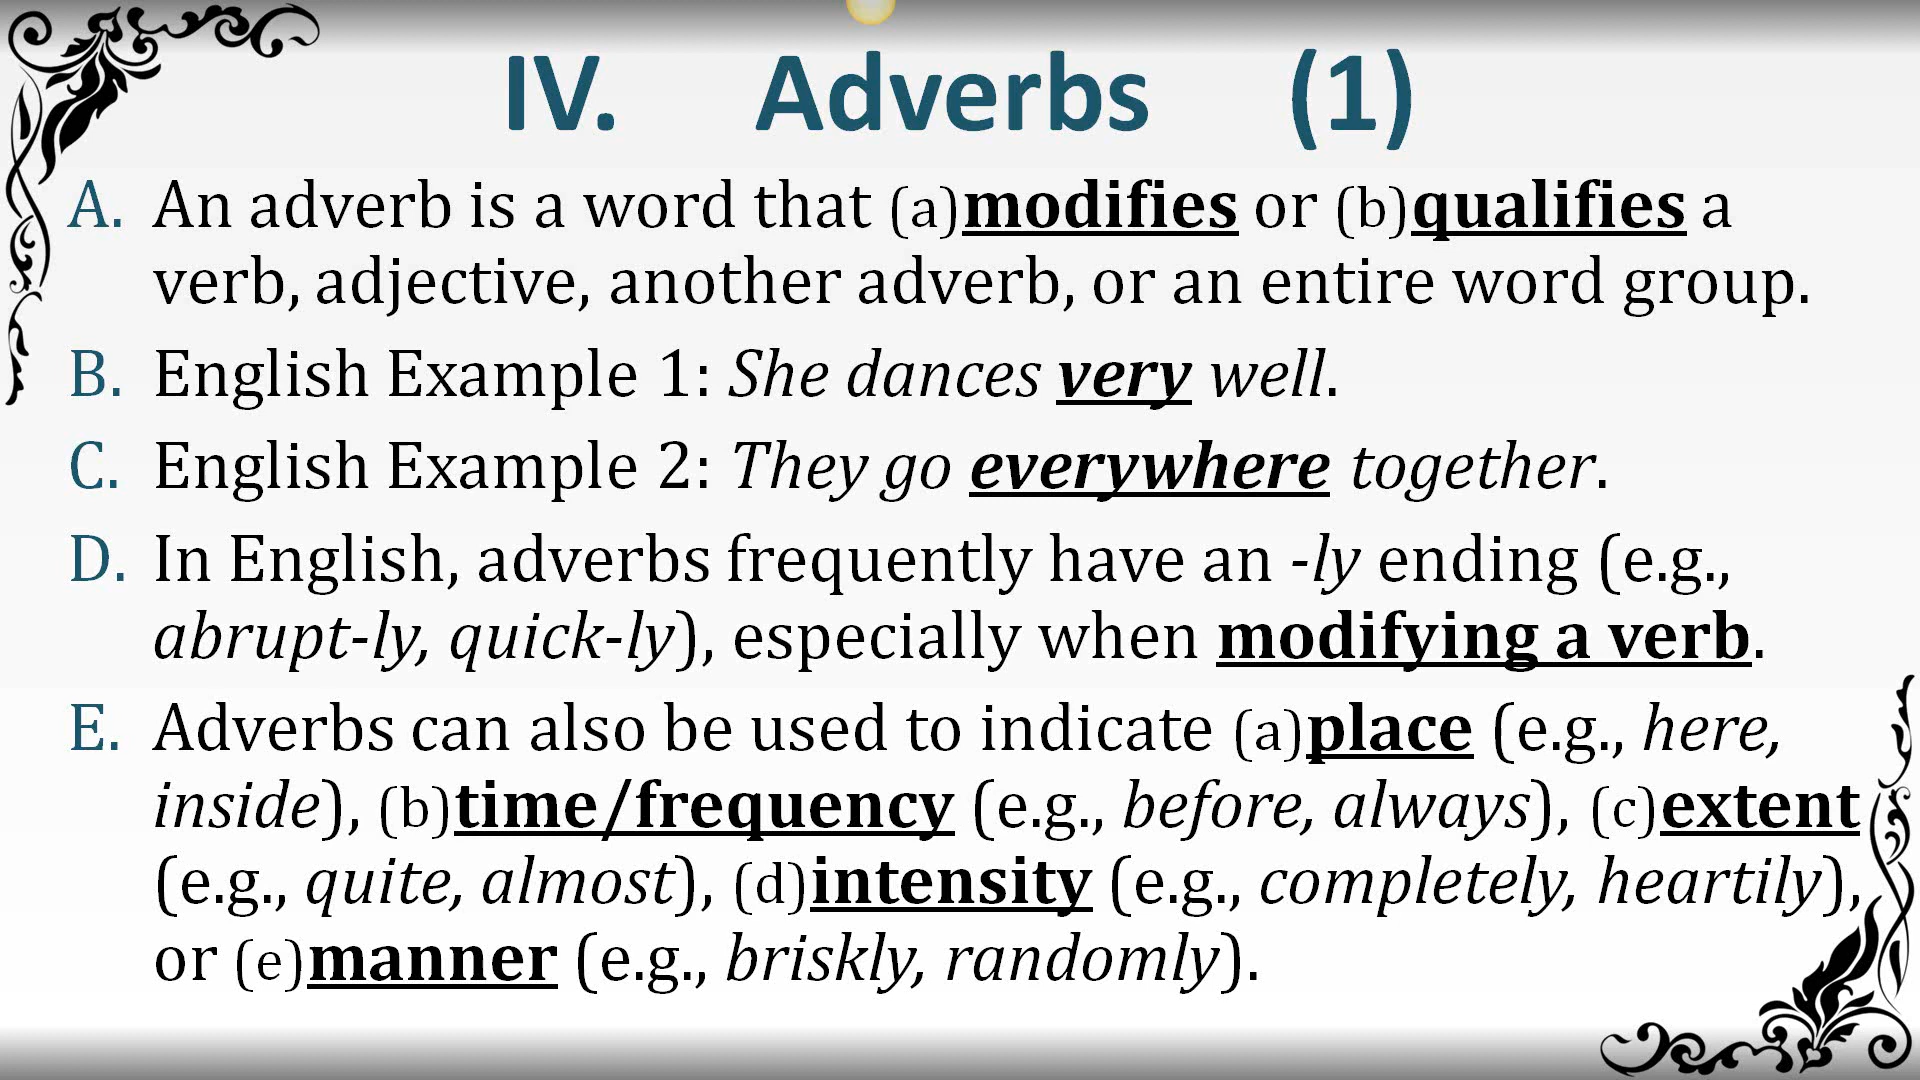 IV. Adverbs (1)
A. An adverb is a word that (a)modifies or (b)qualifies a
verb, adjective, another adverb, or an entire word group.
B. English Example 1: She dances very well.
C. English Example 2: They go everywhere together.
D. In English, adverbs frequently have an -ly ending (e.g.,
abrupt-ly, quick-ly), especially when modifying a verb.
E. Adverbs can also be used to indicate (a)place (e.g., here,
inside), (b)time/frequency (e.g., before, always), (c)extent
(e.g., quite, almost), (d)intensity (e.g., completely, heartily),
or (e)manner (e.g., briskly, randomly).